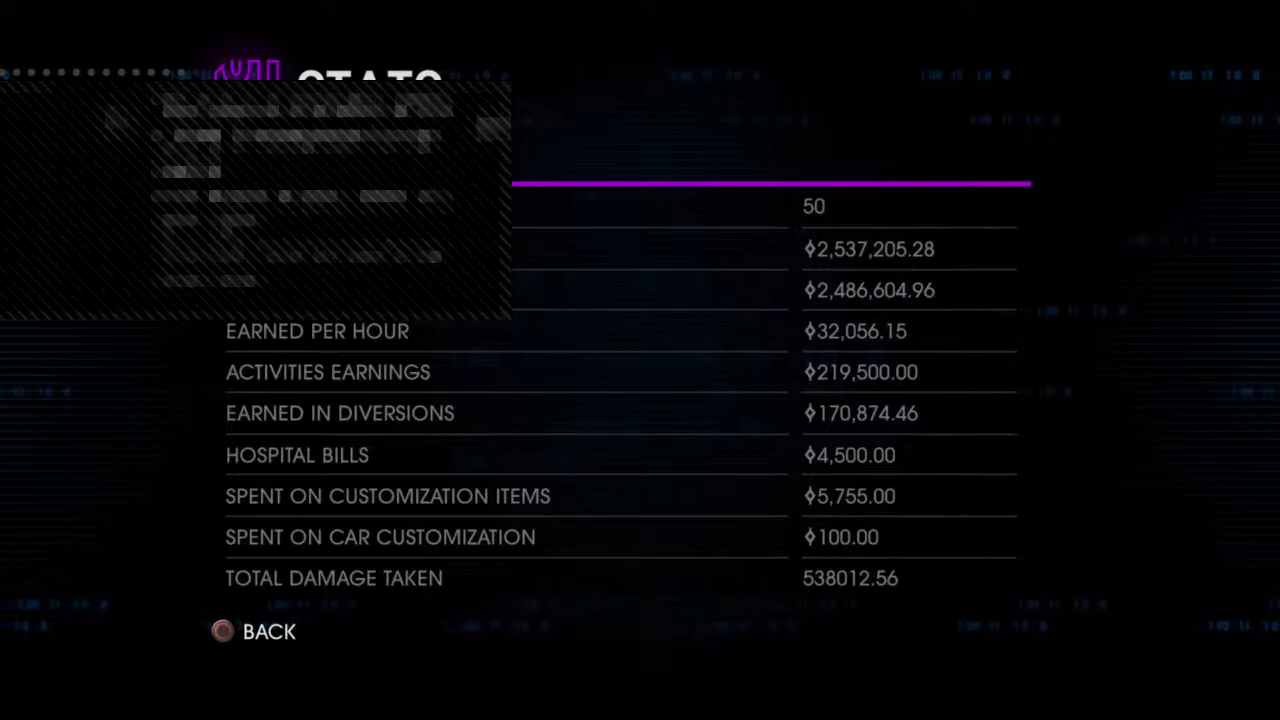 50
2,537,205.28
2,486,604.96
EARNED PER HOUR 32,056.15
ACTIVITIES EARNINGS 219,500.00
EARNED IN DIVERSIONS 170,874.46
HOSPITAL BILLS 4,500.00
SPENT ON CUSTOMIZATION ITEMS 5,755.00
SPENT ON CAR CUSTOMIZATION 100.00
TOTAL DAMAGE TAKEN 538012.56
BACK